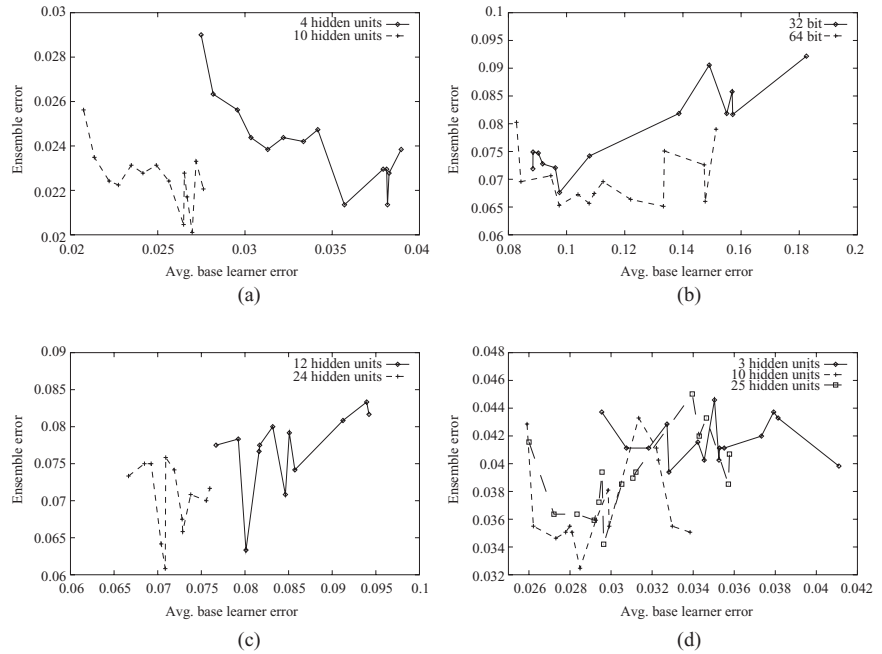 0.03
0.028
0.026
0.024
0.022
0.02
Ensemble error
4 hidden units
10 hidden units
0.02 0.025 0.03 0.035 0.04
Avg. base learner error
(a)
0.1
0.095
0.09
0.085
0.08
0.075
0.07
0.065
0.06
Ensemble error
32 bit
64 bit
0.08 0.1 0.12 0.14 0.16 0.18 0.2
Avg. base learner error
(b)
0.09
0.085
0.08
0.075
0.07
0.065
0.06
Ensemble error
12 hidden units
24 hidden units
0.06 0.065 0.07 0.075 0.08 0.085 0.09 0.095 0.1
Avg. base learner error
(c)
0.048
0.046
0.044
0.042
0.04
0.038
0.036
0.034
0.032
Ensemble error
3 hidden units
10 hidden units
25 hidden units
0.026 0.028 0.03 0.032 0.034 0.036 0.038 0.04 0.042
Avg. base learner error
(d)